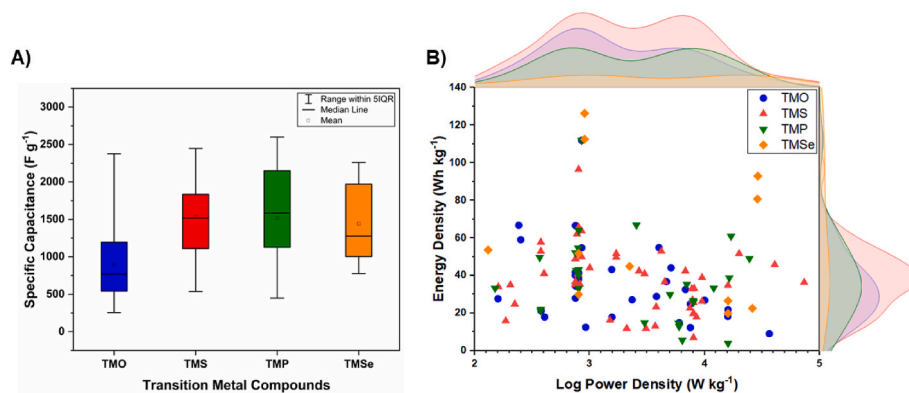 A)
Specific Capacitance (F g-1)
3000
2500
2000
1500
1000
500
0
Range within 5IQR
Median Line
Mean
TMO
TMS
TMP
TMSe
Transition Metal Compounds
B)
Energy Density (Wh kg-1)
140
120
100
80
60
40
20
0
TMO
TMS
TMP
TMSe
2
3
4
5
Log Power Density (W kg-1)